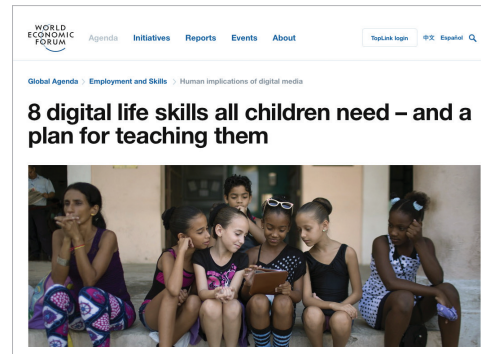 WORLD
ECONOMIC
FORUM
Agenda Initiatives Reports Events About
TopLink login 中文 Español
Global Agenda > Employment and Skills > Human implications of digital media
8 digital life skills all children need – and a
plan for teaching them